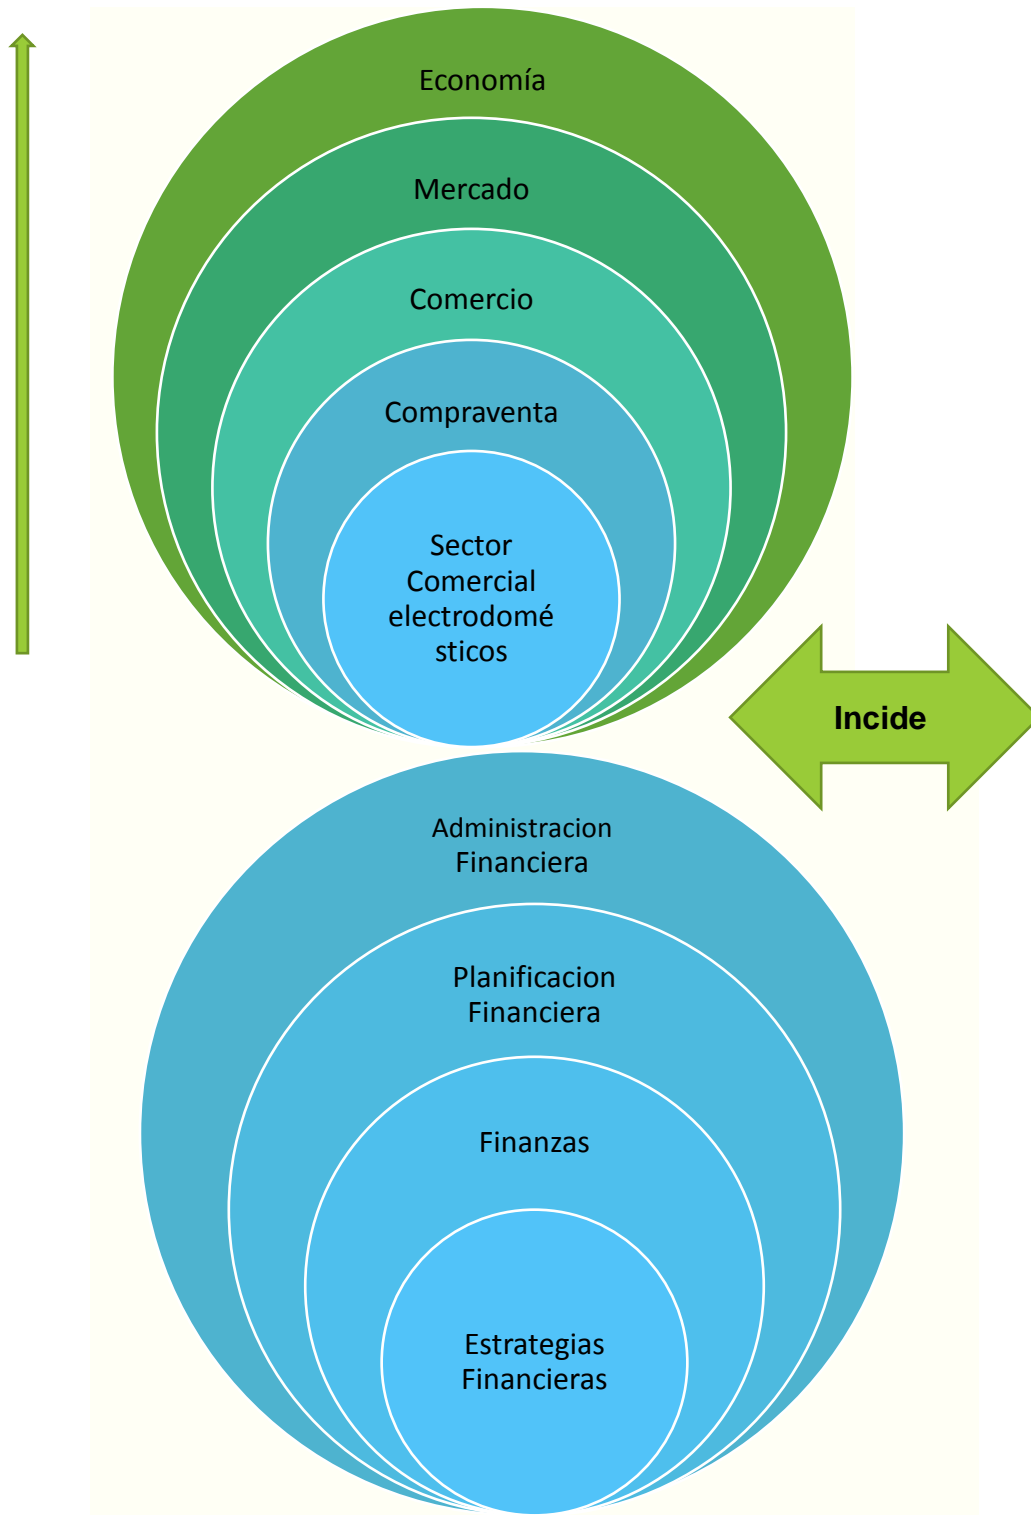 Economía
Mercado
Comercio
Compraventa
Sector
Comercial
electrodomé
sticos
Incide
Administracion
Financiera
Planificacion
Financiera
Finanzas
Estrategias
Financieras